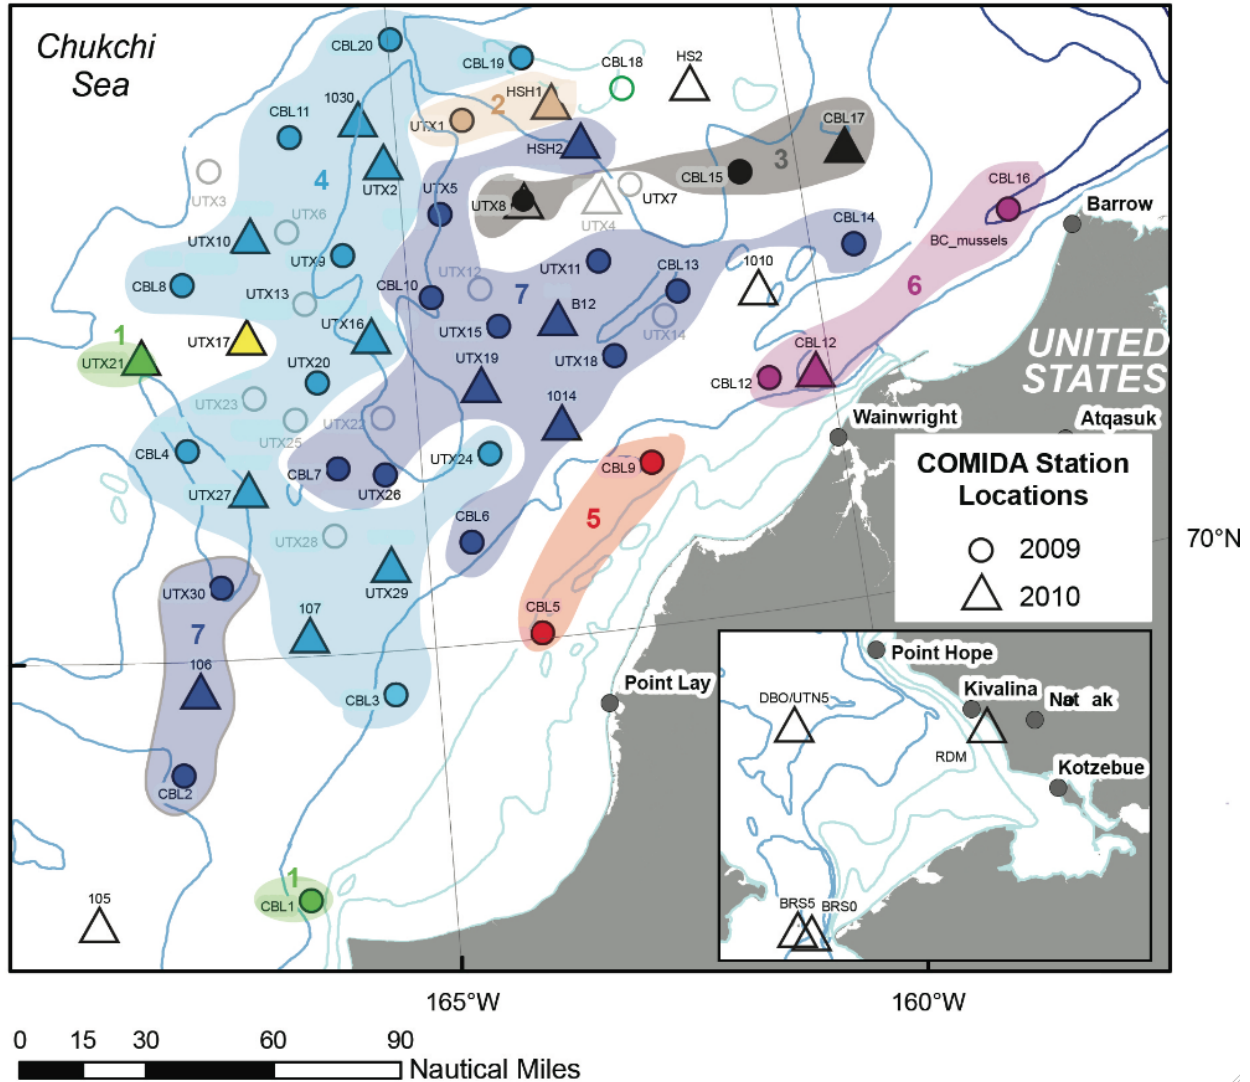 Chukchi
Sea
CBL20
CBL19
CBL18
HS2
HSH1
2
1030
CBL11
UTX1
CBL17
HSH2
3
UTX2
4
CBL15
CBL16
UTX3
UTX5
UTX8
UTX7
UTX4
Barrow
UTX6
UTX10
CBL14
BC_mussels
UTX9
UTX11
CBL13
1010
UTX12
CBL8
CBL10
7
6
UTX13
B12
UTX16
UTX15
UTX14
1
UTX17
CBL12
UNITED
STATES
UTX21
UTX20
UTX19
UTX18
CBL12
UTX23
1014
UTX25
UTX22
Wainwright
Atqasuk
CBL4
UTX24
CBL7
CBL9
UTX26
UTX27
COMIDA Station
Locations
2009
2010
CBL6
5
UTX28
70°N
UTX30
UTX29
107
CBL5
7
106
CBL3
Point Lay
CBL2
Point Hope
Kivalina
DBO/UTN5
RDM
Kotzebue
1
CBL1
105
BRS5
BRS0
165°W
160°W
0 15 30 60 90
Nautical Miles